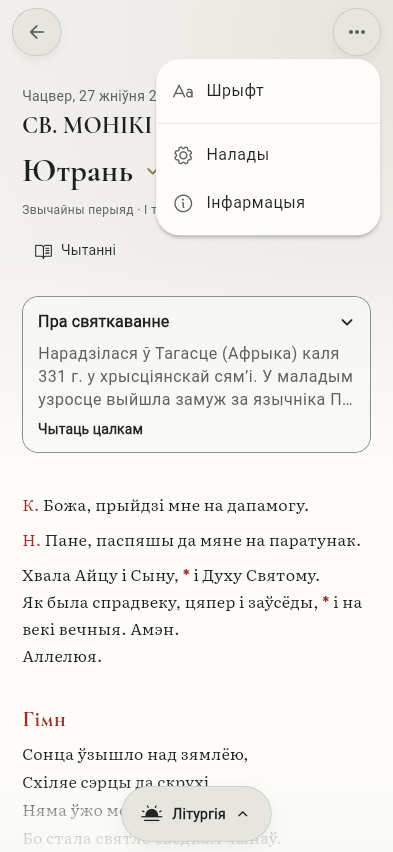 Чацвер, 27 жніўня
СВ. МОНІКІ
Ютрань
Звычайны перыяд · І
Чытанні
Шрыфт
Налады
Інфармацыя
Пра святкаванне
Нарадзілася ў Тагасце (Афрыка) каля
331 г. у хрысціянскай сям’і. У маладым
узросце выйшла замуж за язычніка П...
Чытаць цалкам
К. Божа, прыйдзі мне на дапамогу.
Н. Пане, паспяшы да мяне на паратунак.
Хвала Айцу і Сыну, * і Духу Святому.
Як была спрадвеку, цяпер і заўсёды, * і на
векі вечныя. Амэн.
Аллелюя.
Гімн
Сонца ўзышло над зямлёю,
Схіляе сэрцы да скрухі
Няма ўжо
Бо стала святло
Літургія